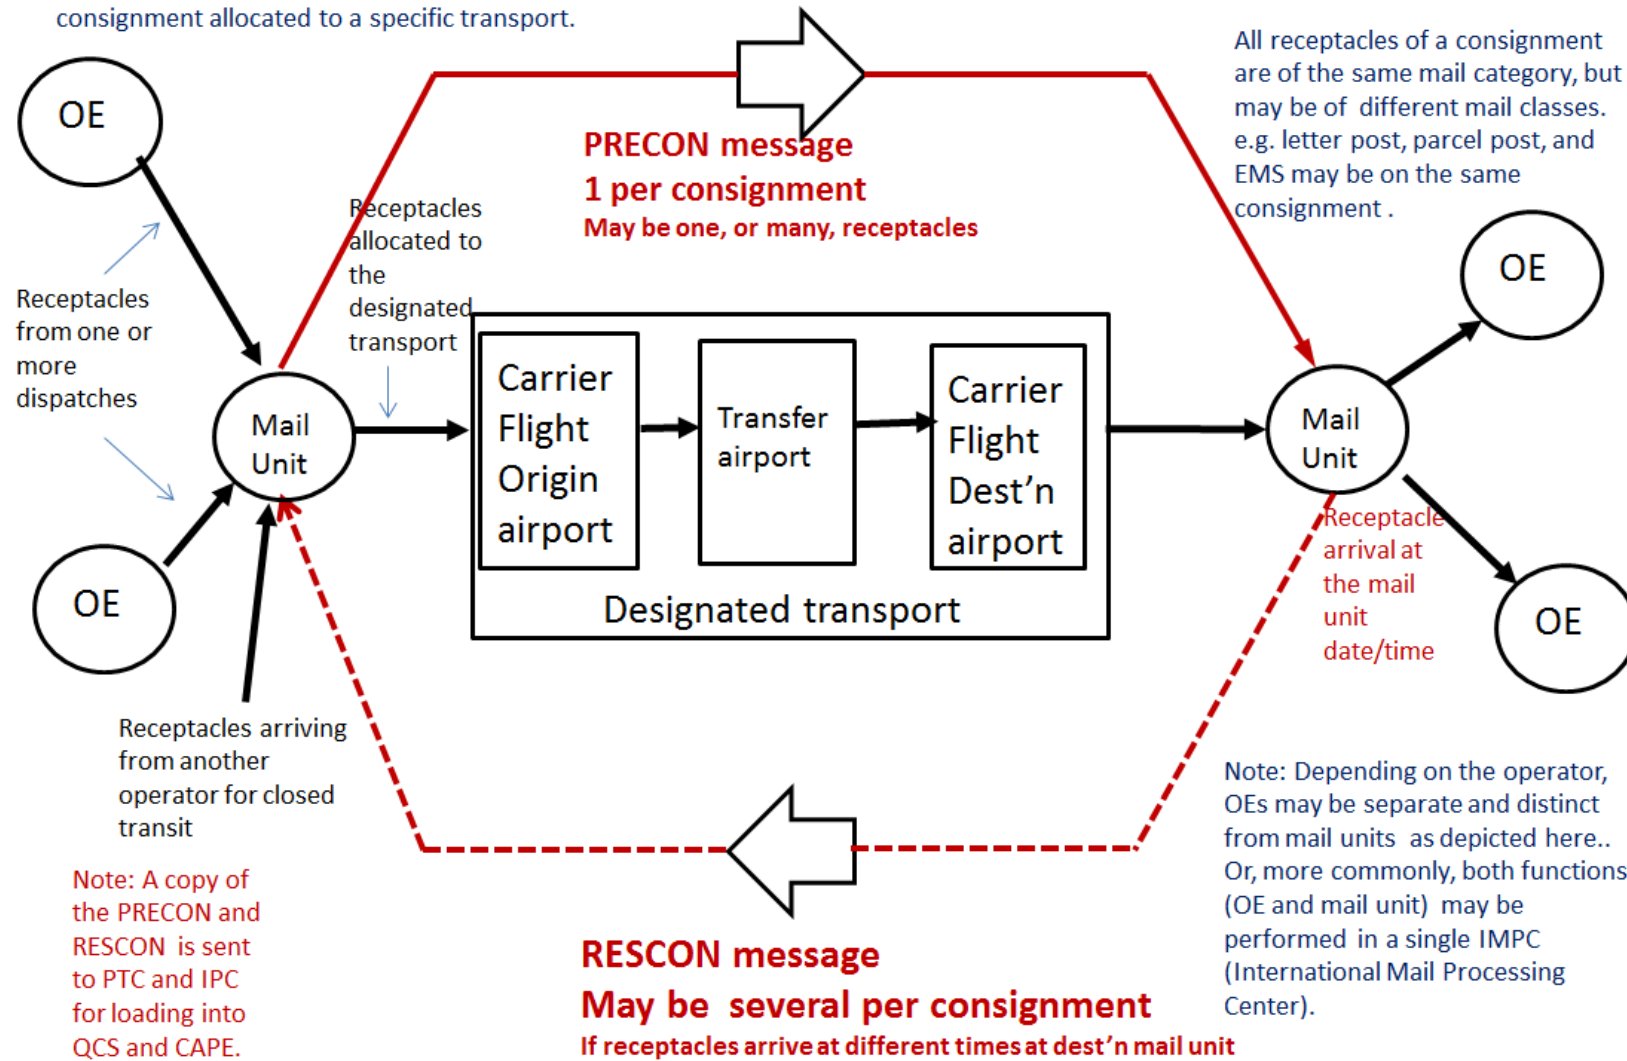 consignment allocated to a specific transport.
OE
PRECON message
1 per consignment
May be one, or many, receptacles
All receptacles of a consignment
are of the same mail category, but
may be of  different mail classes.
e.g. letter post, parcel post, and
EMS may be on the same
consignment .
OE
Receptacles
allocated to
the
designated
transport
Receptacles
from one or
more
dispatches
Mail
Unit
Carrier
Flight
Origin
airport
Transfer
airport
Carrier
Flight
Dest’n
airport
Designated transport
Mail
Unit
OE
Receptacle
arrival at
the mail
unit
date/time
OE
Receptacles arriving
from another
operator for closed
transit
Note: A copy of
the PRECON and
RESCON  is sent
to PTC and IPC
for loading into
QCS and CAPE.
RESCON message
May be  several per consignment
If receptacles arrive at different times at dest’n mail unit
Note: Depending on the operator,
OEs may be separate and distinct
from mail units  as depicted here..
Or, more commonly, both functions
(OE and mail unit)  may be
performed  in a single IMPC
(International Mail Processing
Center).